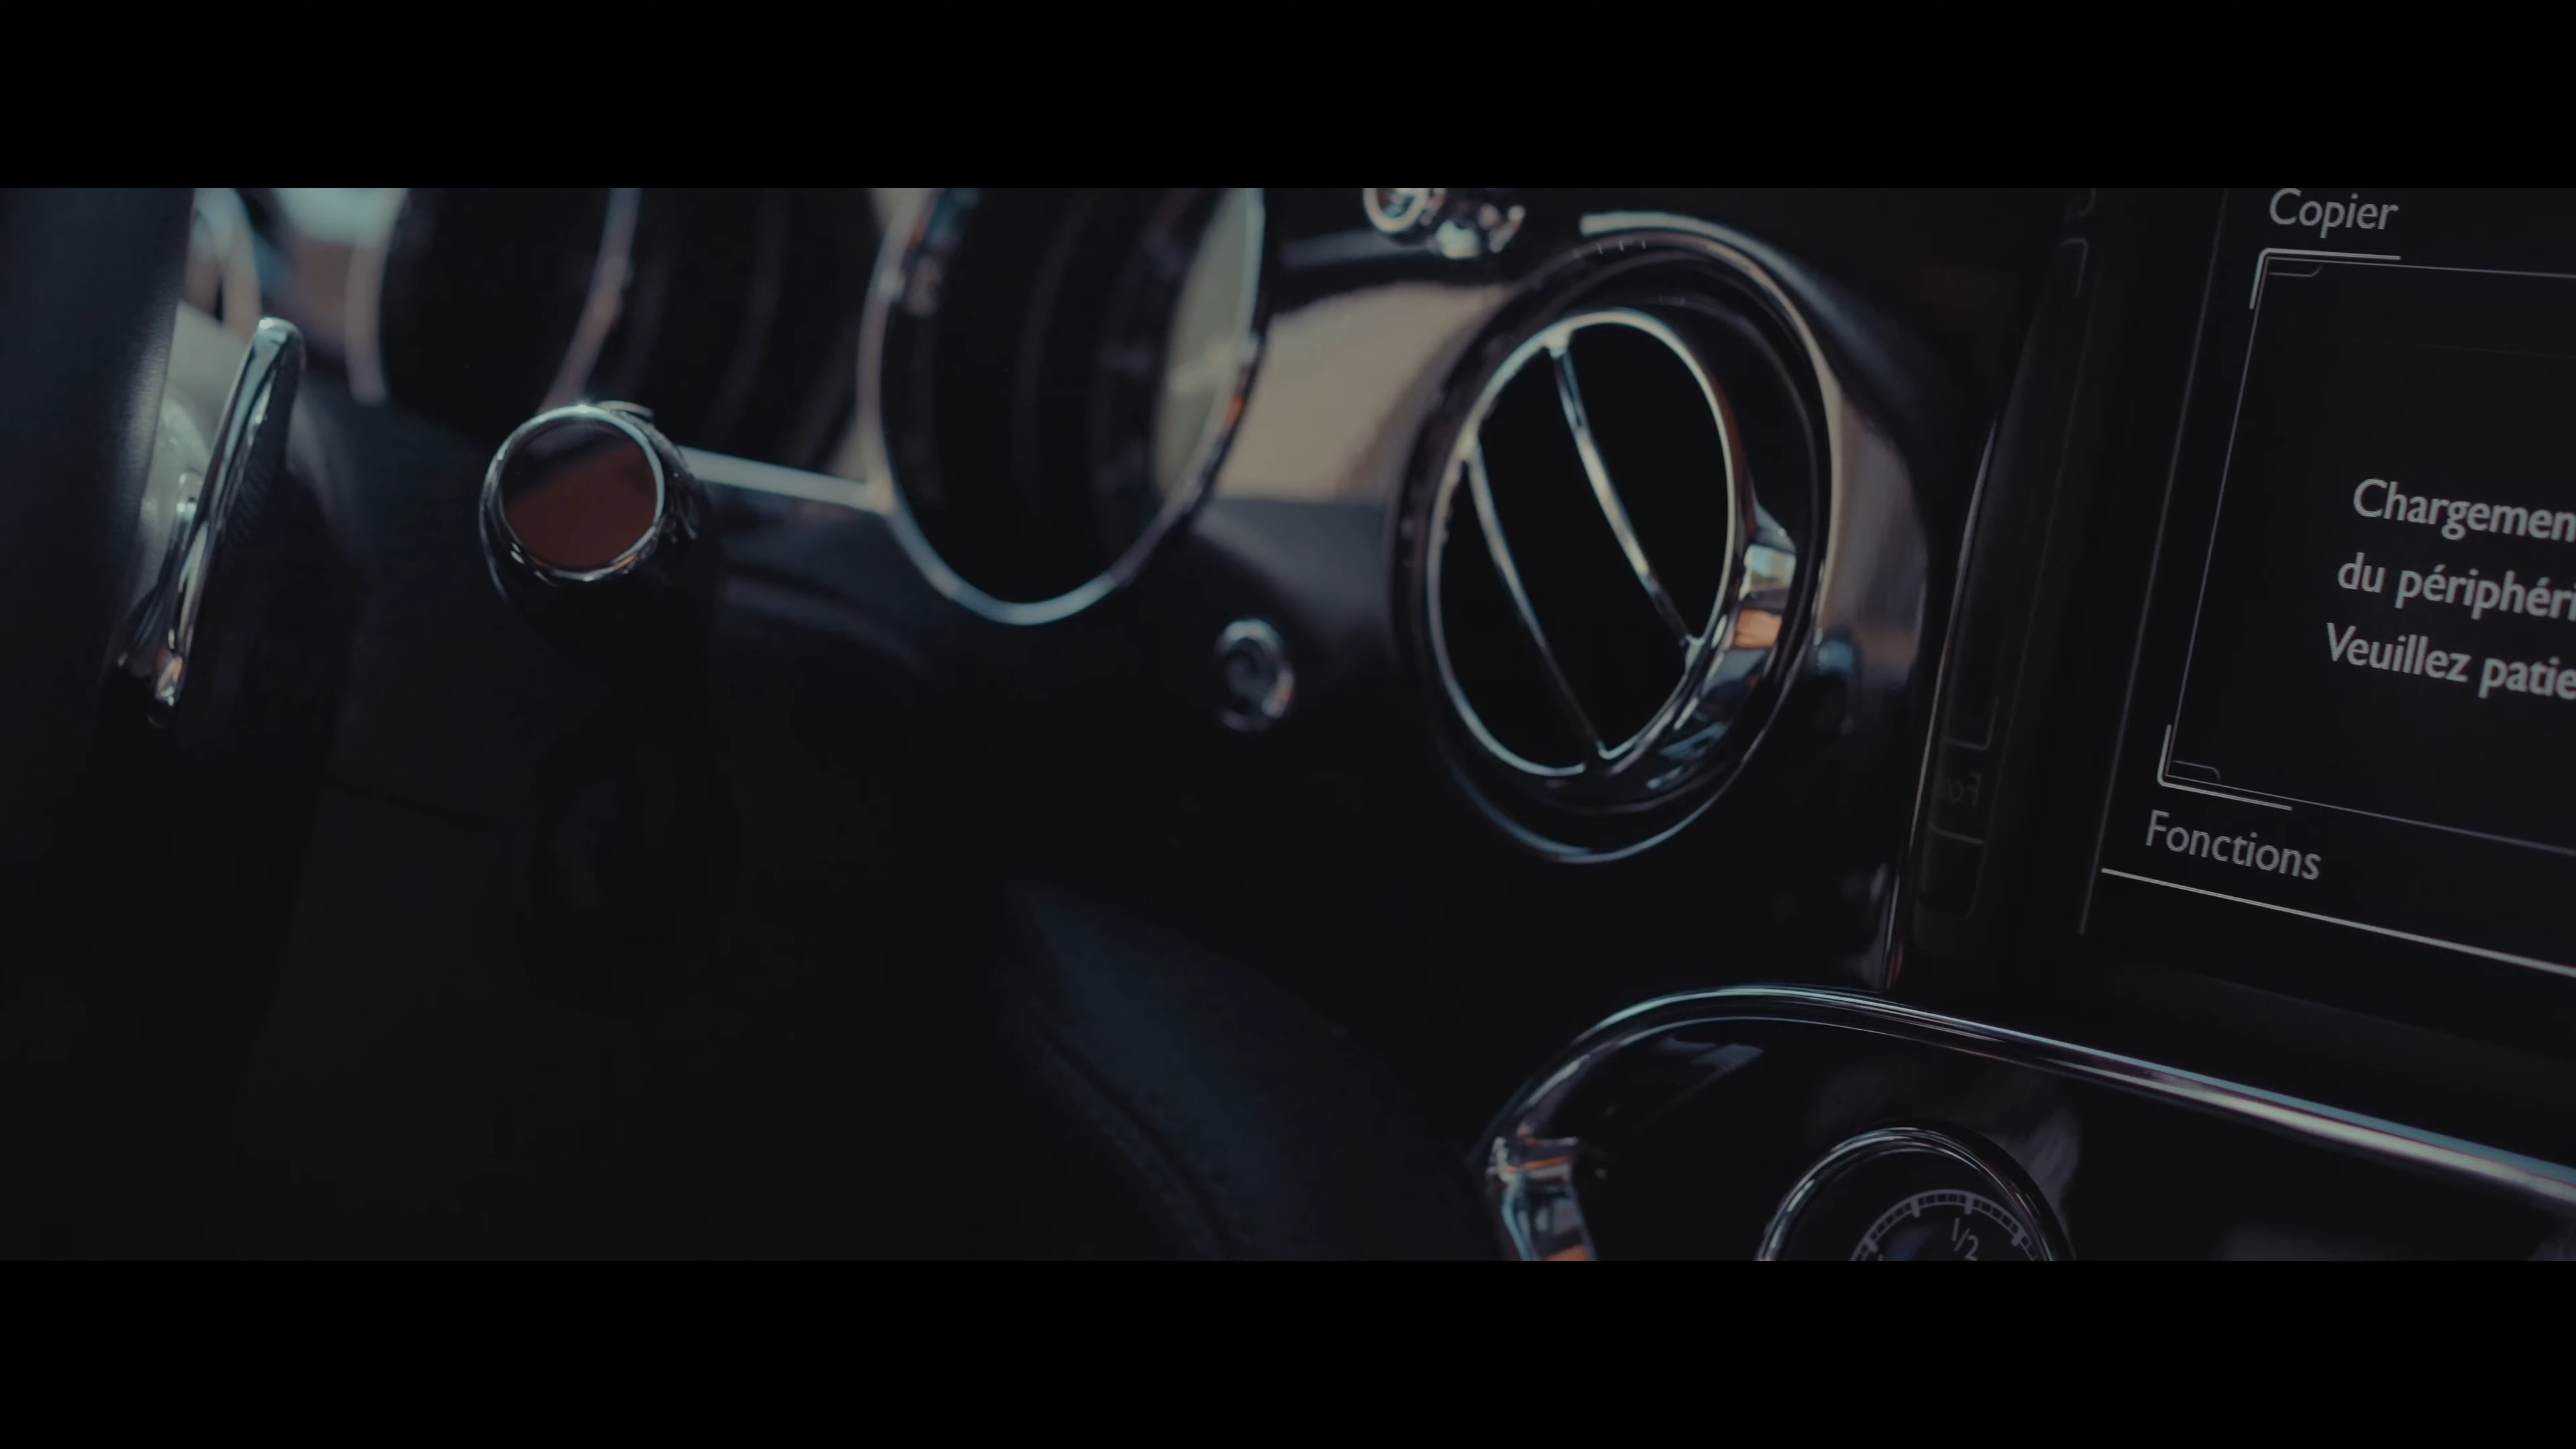 Copier
Chargemen
du périphéri
Veuillez patie
Fonctions
1/2